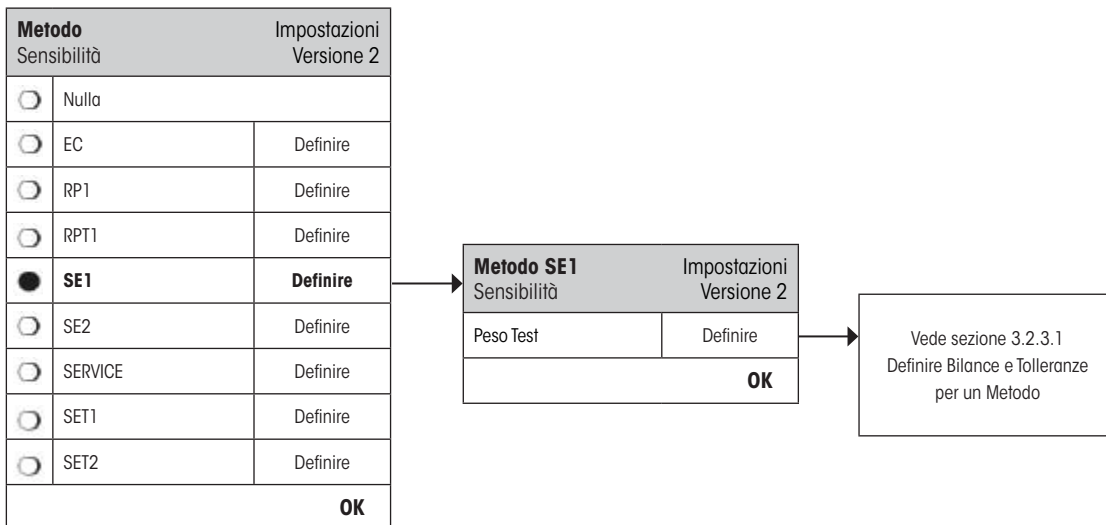 Metodo Impostazioni
Sensibilità Versione 2
Nulla
EC Definire
RP1 Definire
RPT1 Definire
SE1 Definire
SE2 Definire
SERVICE Definire
SET1 Definire
SET2 Definire
OK
Metodo SE1 Impostazioni
Sensibilità Versione 2
Peso Test Definire
OK
Vede sezione 3.2.3.1
Definire Bilance e Tolleranze
per un Metodo